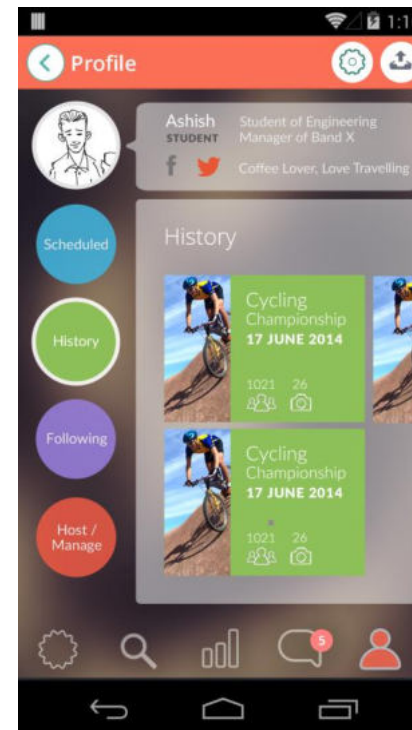 1:1
Profile
Ashish
STUDENT
Student of Engineering
Manager of Band X
Coffee Lover, Love Travelling
Scheduled
History
Following
Host /
Manage
History
Cycling
Championship
17 JUNE 2014
1021 26
Cycling
Championship
17 JUNE 2014
1021 26
5